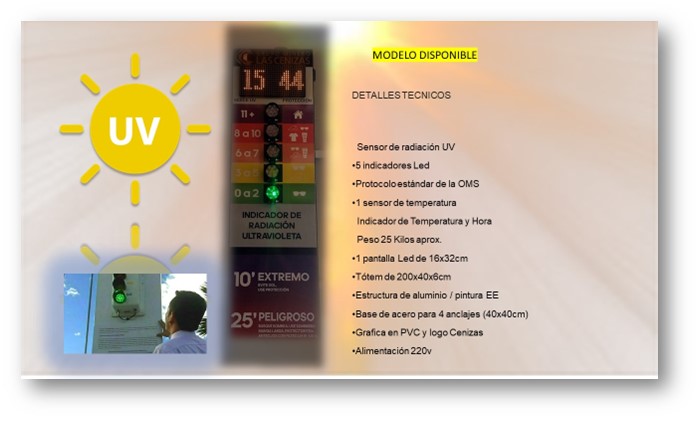 UV
LAS CENIZAS
15 44
11 +
8 a 10
6 a 7
3 a 5
0 a 2
INDICADOR DE
RADIACIÓN
ULTRAVIOLETA
10' EXTREMO
25' PELIGROSO
MODELO DISPONIBLE
DETALLES TECNICOS
Sensor de radiación UV
•5 indicadores Led
•Protocolo estándar de la OMS
•1 sensor de temperatura
Indicador de Temperatura y Hora
Peso 25 Kilos aprox.
•1 pantalla Led de 16x32cm
•Tótem de 200x40x6cm
•Estructura de aluminio / pintura EE
•Base de acero para 4 anclajes (40x40cm)
•Grafica en PVC y logo Cenizas
•Alimentación 220v